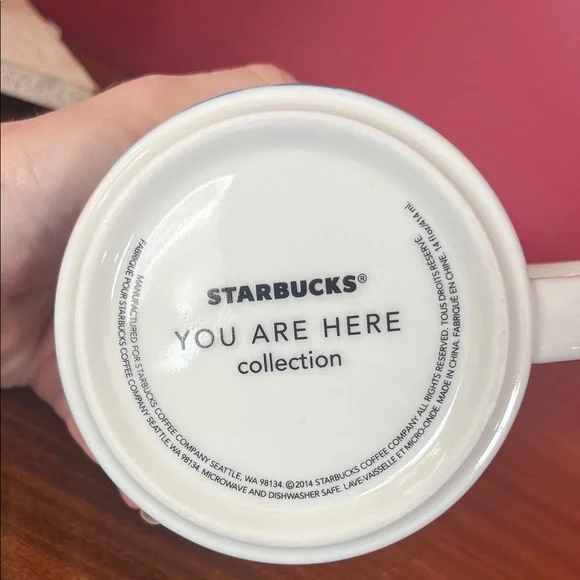 STARBUCKS®
YOU ARE HERE
collection
MANUFACTURED FOR STARBUCKS COFFEE COMPANY SEATTLE, WA 98134. ©2014 STARBUCKS COFFEE COMPANY ALL RIGHTS RESERVED. TOUS DROITS RÉSERVÉ.
FABRIQUÉ POUR STARBUCKS COFFEE COMPANY SEATTLE, WA 98134. MICROWAVE AND DISHWASHER SAFE. LAVE-VAISSELLE ET MICRO-ONDE. MADE IN CHINA. FABRIQUÉ EN CHINE. 14 fl oz/414 mL